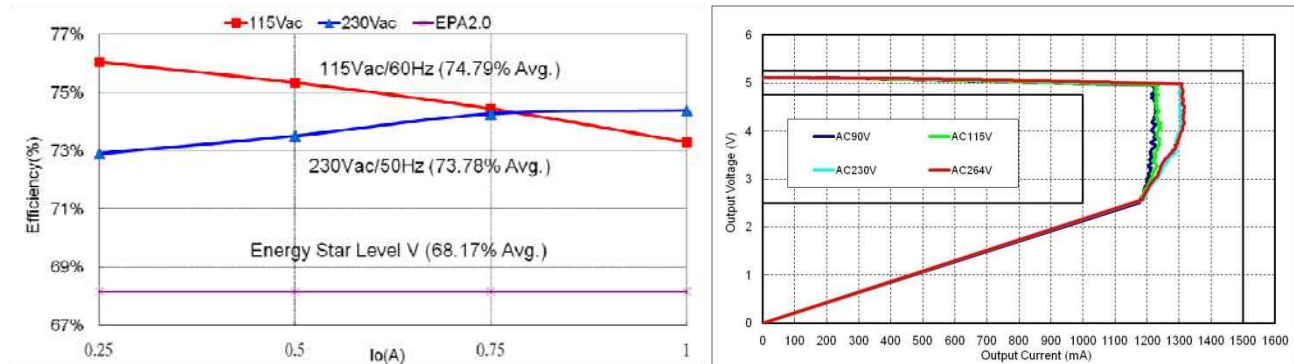 115Vac 230Vac EPA2.0
77%
75%
73%
71%
69%
67%
Efficiency(%)
115Vac/60Hz (74.79% Avg.)
230Vac/50Hz (73.78% Avg.)
Energy Star Level V (68.17% Avg.)
0.25 0.5 0.75 1
Io(A)
6
5
4
3
2
1
0
Output Voltage (V)
AC90V AC115V
AC230V AC264V
0 100 200 300 400 500 600 700 800 900 1000 1100 1200 1300 1400 1500 1600
Output Current (mA)